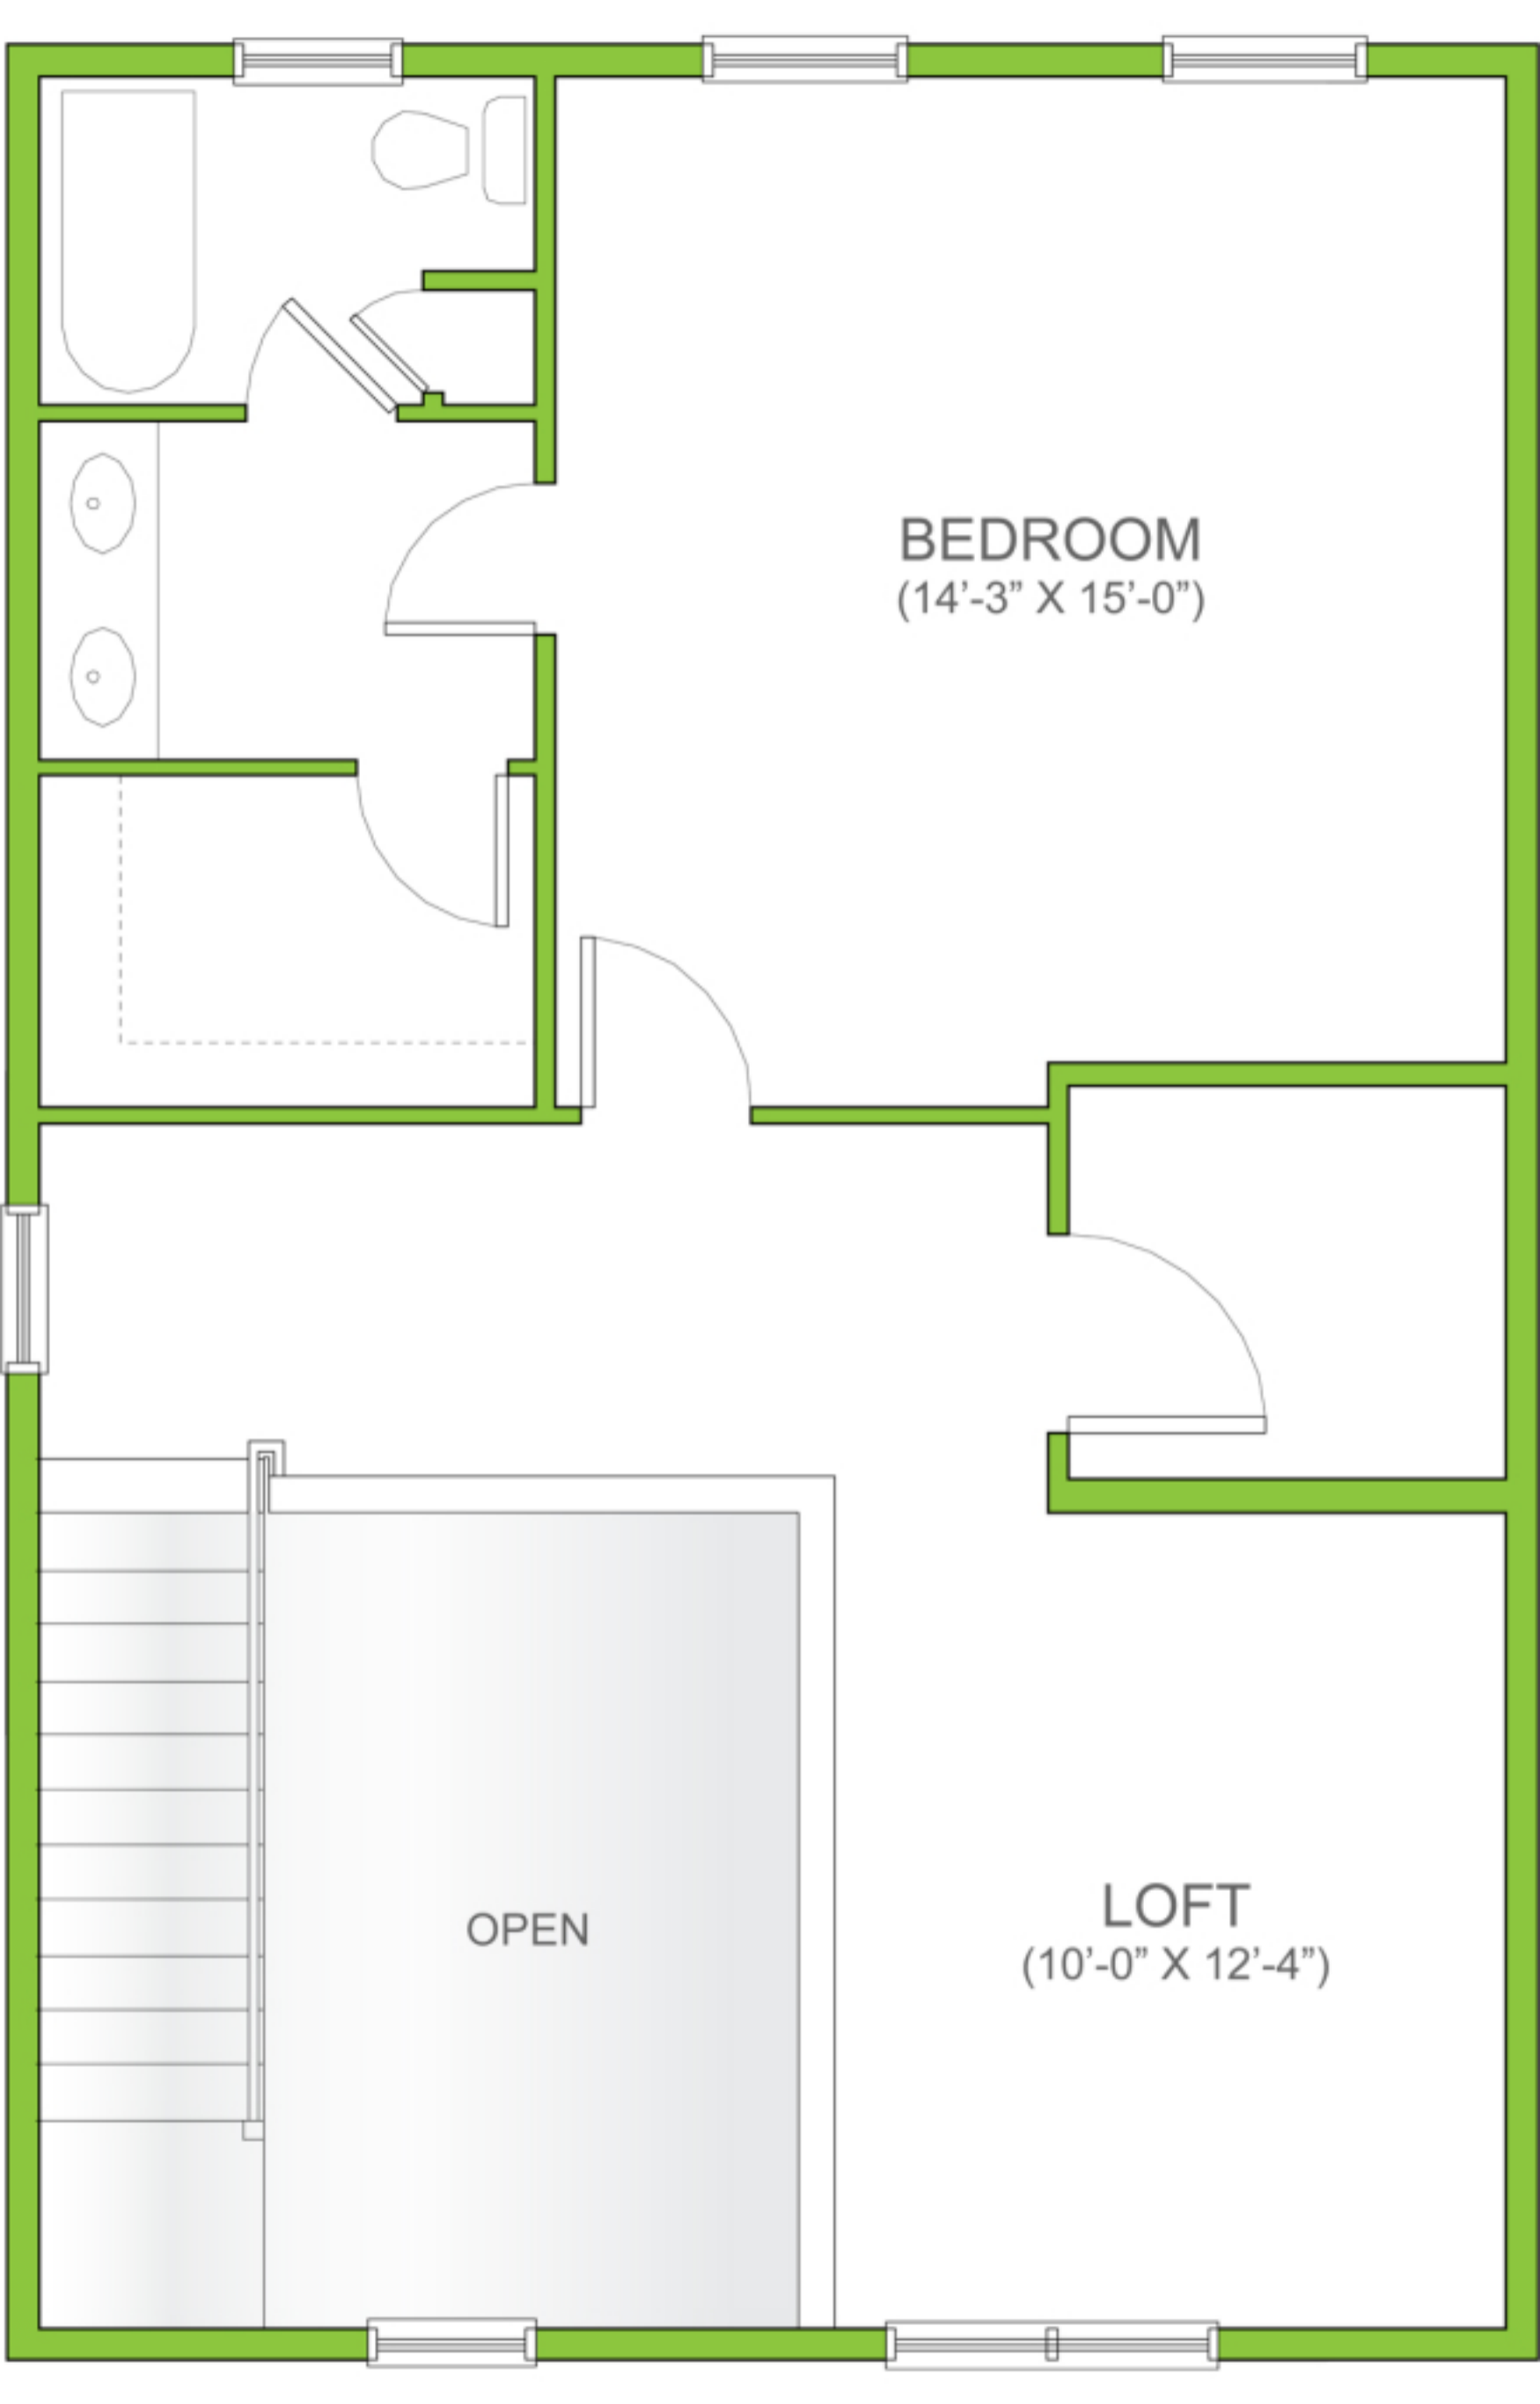 BEDROOM
(14’-3” X 15’-0”)
OPEN
LOFT
(10’-0” X 12’-4”)